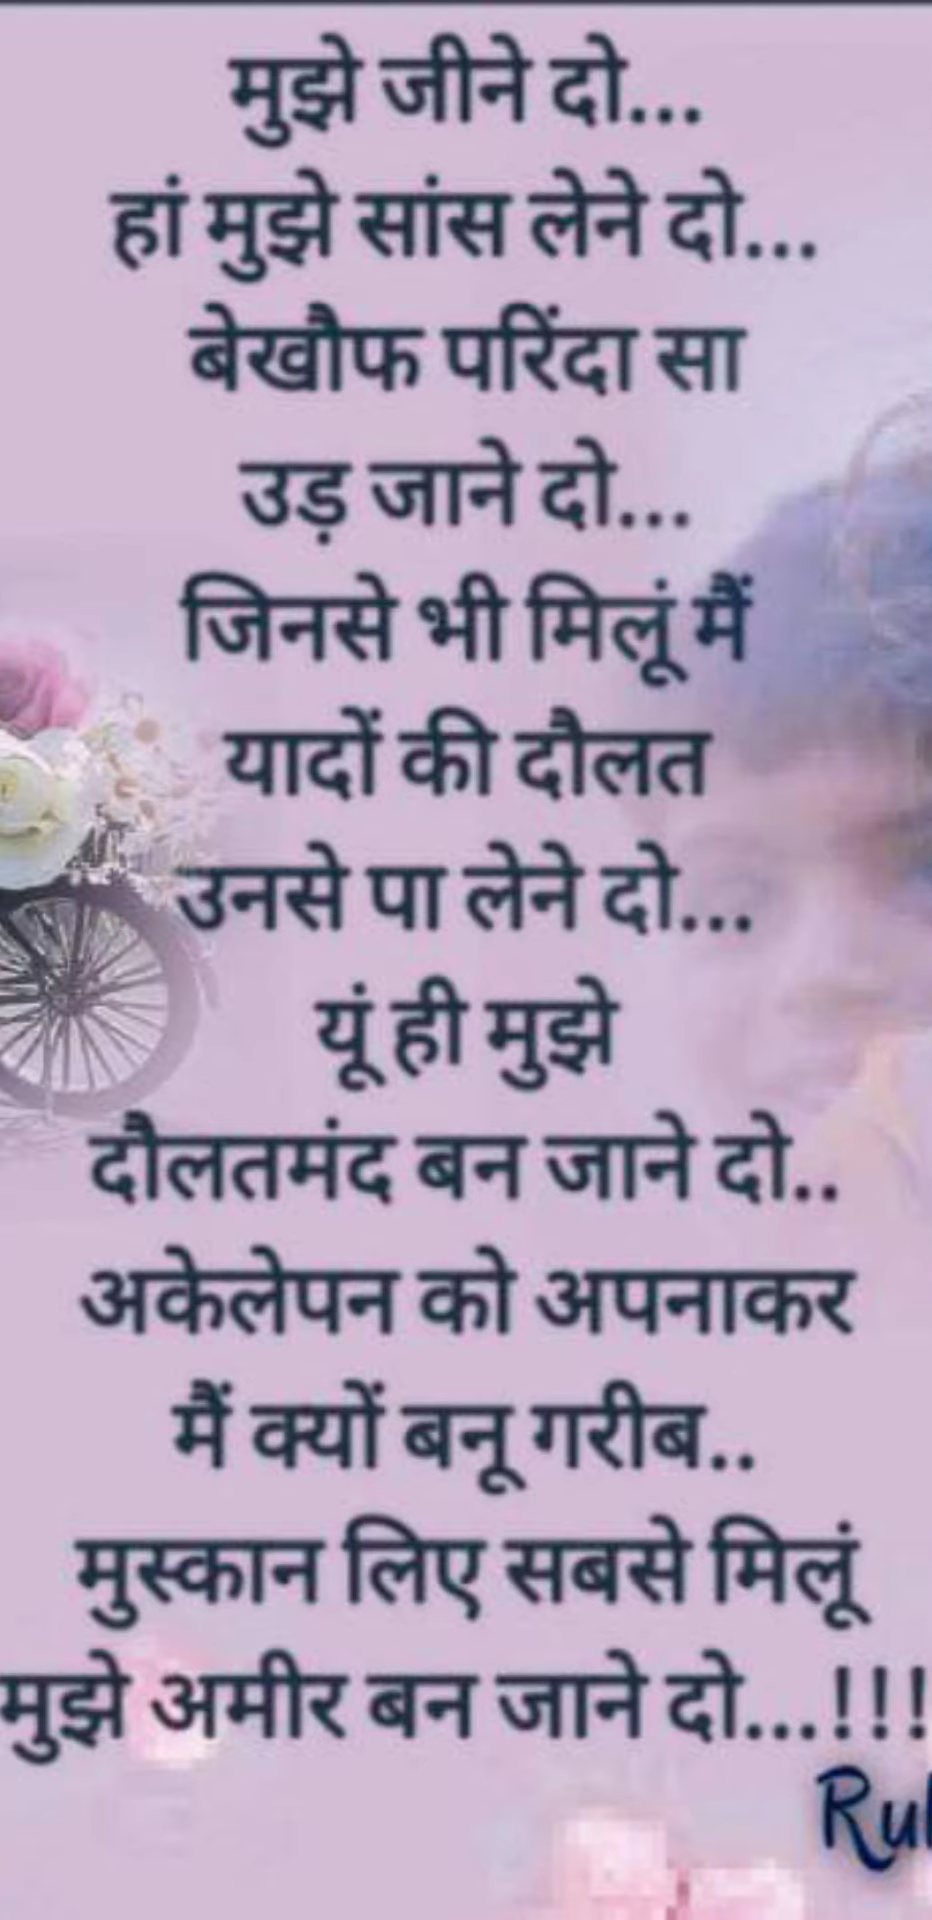 मुझे जीने दो...
हां मुझे सांस लेने दो...
बेखौफ परिंदा सा
उड़ जाने दो...
जिनसे भी मिलूं मैं
यादों की दौलत
उनसे पा लेने दो...
यूं ही मुझे
दौलतमंद बन जाने दो..
अकेलेपन को अपनाकर
मैं क्यों बनू गरीब..
मुस्कान लिए सबसे मिलूं
मुझे अमीर बन जाने दो...!!!